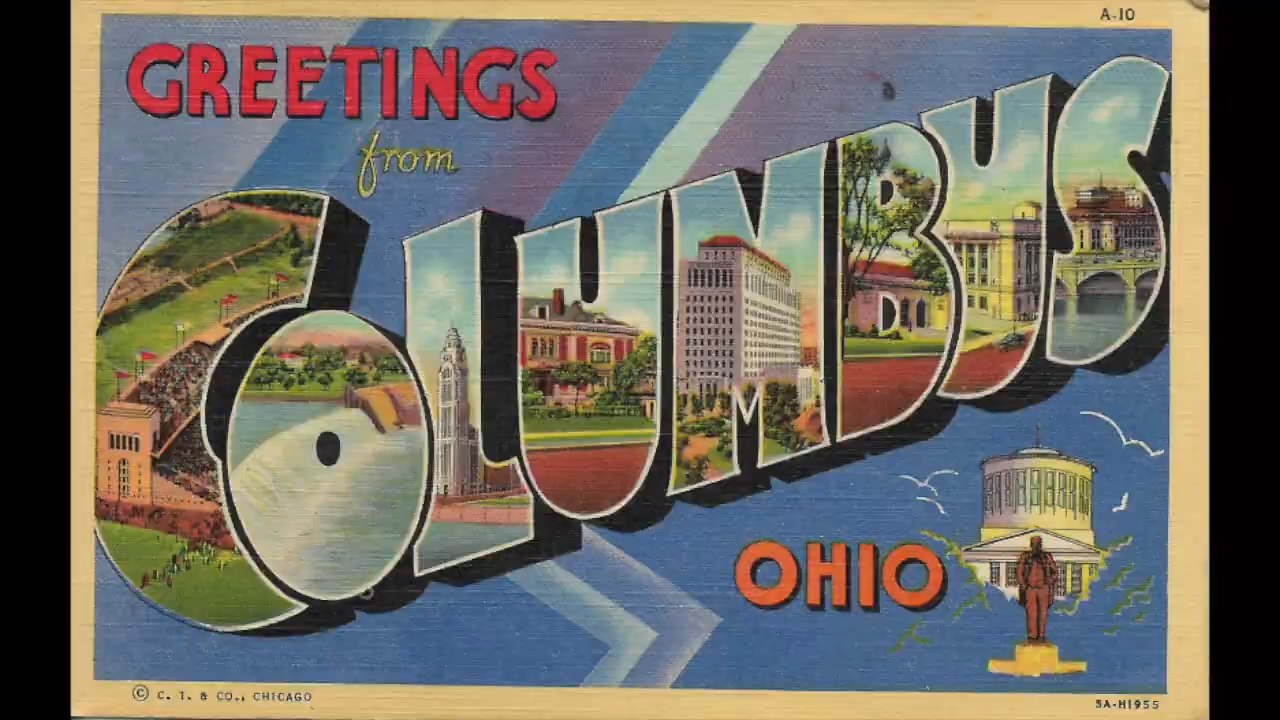 A-10
GREETINGS
from
COLUMBUS
OHIO
© C. T. & CO., CHICAGO
5A-H1955